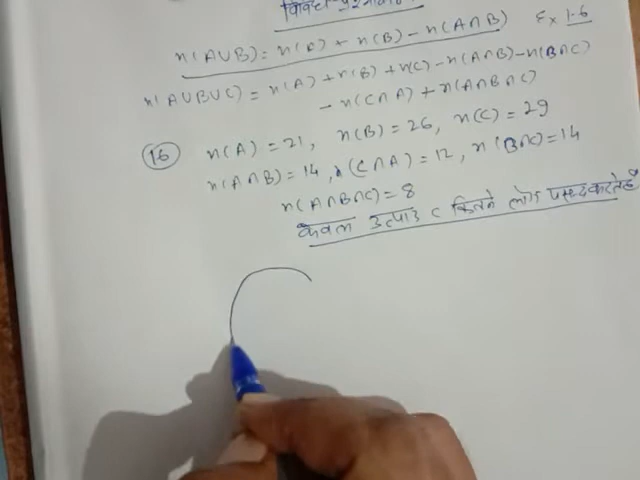 n(A∪B) = n(A) + n(B) - n(A∩B) Ex 1.6
n(A∪B∪C) = n(A) + n(B) + n(C) - n(A∩B) - n(B∩C)
- n(C∩A) + n(A∩B∩C)
(16) n(A) = 21, n(B) = 26, n(C) = 29
n(A∩B) = 14, n(C∩A) = 12, n(B∩C) = 14
n(A∩B∩C) = 8
केवल उत्पाद C कितने लोग पसंद करते हैं